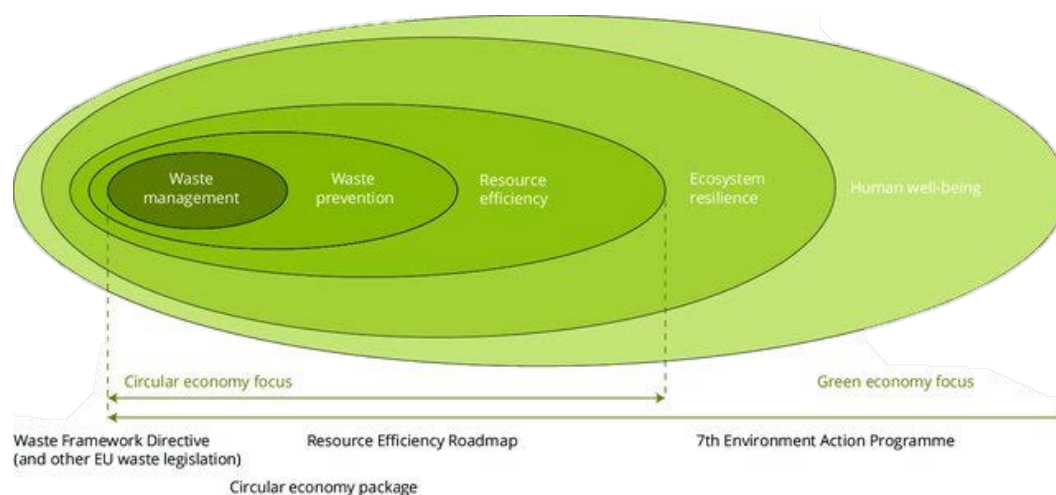 Waste
management
Waste
prevention
Resource
efficiency
Ecosystem
resilience
Human well-being
Circular economy focus
Green economy focus
Waste Framework Directive
(and other EU waste legislation)
Resource Efficiency Roadmap
7th Environment Action Programme
Circular economy package